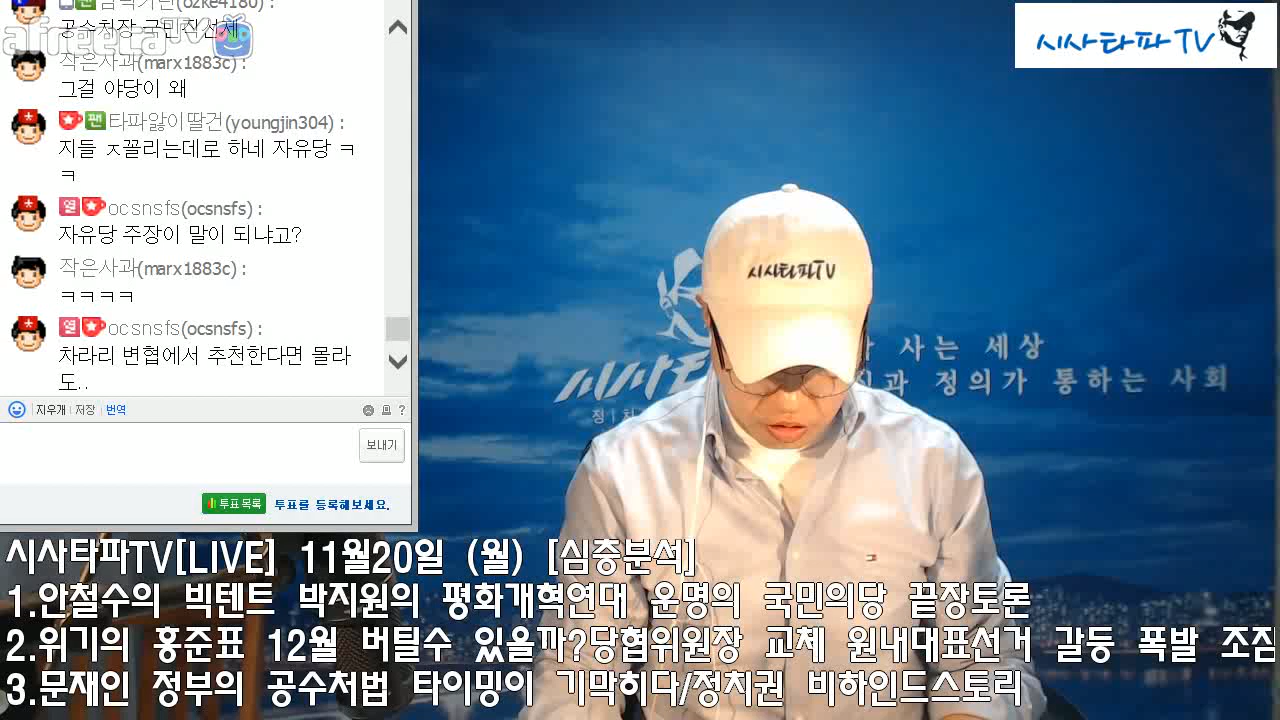 afreecaTV
공수처장 국민직선제
작은사과(marx1883c) :
그걸 야당이 왜
팬 타파앓이딸건(youngjin304) :
지들 ㅈ꼴리는데로 하네 자유당 ㅋ
ㅋ
열 ocsnsfs(ocsnsfs) :
자유당 주장이 말이 되냐고?
작은사과(marx1883c) :
ㅋㅋㅋㅋ
열 ocsnsfs(ocsnsfs) :
차라리 변협에서 추천한다면 몰라
도..
지우개 저장 번역
?
보내기
투표목록 투표를 등록해보세요.
시사타파TV
시사타파TV
사는 세상
과 정의가 통하는 사회
시사타
정치
시사타파TV[LIVE] 11월20일 (월) [심층분석]
1.안철수의 빅텐트 박지원의 평화개혁연대 운명의 국민의당 끝장토론
2.위기의 홍준표 12월 버틸수 있을까?당협위원장 교체 원내대표선거 갈등 폭발 조짐
3.문재인 정부의 공수처법 타이밍이 기막히다/정치권 비하인드스토리